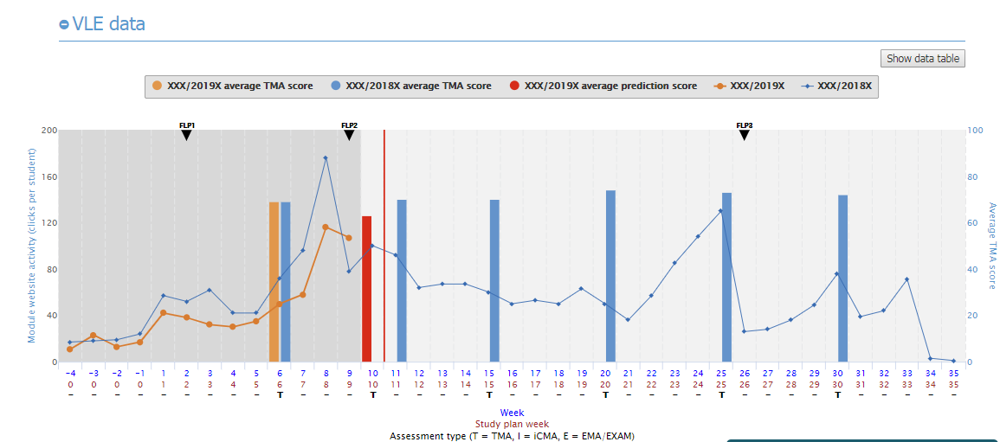 VLE data
Show data table
XXX/2019X average TMA score XXX/2018X average TMA score XXX/2019X average prediction score XXX/2019X XXX/2018X
FLP1 FLP2 FLP3
200 100
160 80
120 60
80 40
40 20
0 0
Module website activity (clicks per student)
Average TMA score
-4 -3 -2 -1 1 2 3 4 5 6 7 8 9 10 11 12 13 14 15 16 17 18 19 20 21 22 23 24 25 26 27 28 29 30 31 32 33 34 35
0 0 0 0 1 2 3 4 5 6 7 8 9 10 11 12 13 14 15 16 17 18 19 20 21 22 23 24 25 26 27 28 29 30 31 32 33 34 35
- - - - - - - - - T - - - T - - - - T - - - - T - - - - T - - - - T - - - - -
Week
Study plan week
Assessment type (T = TMA, I = iCMA, E = EMA/EXAM)